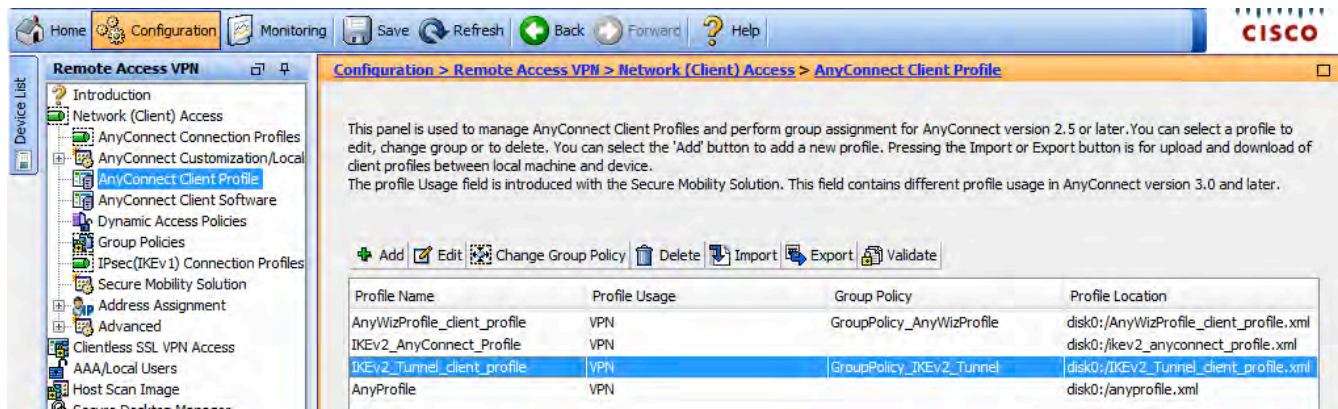 Home Configuration Monitoring Save Refresh Back Forward Help
CISCO
Device List
Remote Access VPN
Introduction
Network (Client) Access
AnyConnect Connection Profiles
AnyConnect Customization/Local
AnyConnect Client Profile
AnyConnect Client Software
Dynamic Access Policies
Group Policies
IPsec(IKEv1) Connection Profiles
Secure Mobility Solution
Address Assignment
Advanced
Clientless SSL VPN Access
AAA/Local Users
Host Scan Image
Secure Desktop Manager
Configuration > Remote Access VPN > Network (Client) Access > AnyConnect Client Profile
This panel is used to manage AnyConnect Client Profiles and perform group assignment for AnyConnect version 2.5 or later.You can select a profile to
edit, change group or to delete. You can select the 'Add' button to add a new profile. Pressing the Import or Export button is for upload and download of
client profiles between local machine and device.
The profile Usage field is introduced with the Secure Mobility Solution. This field contains different profile usage in AnyConnect version 3.0 and later.
Add Edit Change Group Policy Delete Import Export Validate
Profile Name Profile Usage Group Policy Profile Location
AnyWizProfile_client_profile VPN GroupPolicy_AnyWizProfile disk0:/AnyWizProfile_client_profile.xml
IKEv2_AnyConnect_Profile VPN disk0:/ikev2_anyconnect_profile.xml
IKEv2_Tunnel_client_profile VPN GroupPolicy_IKEv2_Tunnel disk0:/IKEv2_Tunnel_client_profile.xml
AnyProfile VPN disk0:/anyprofile.xml